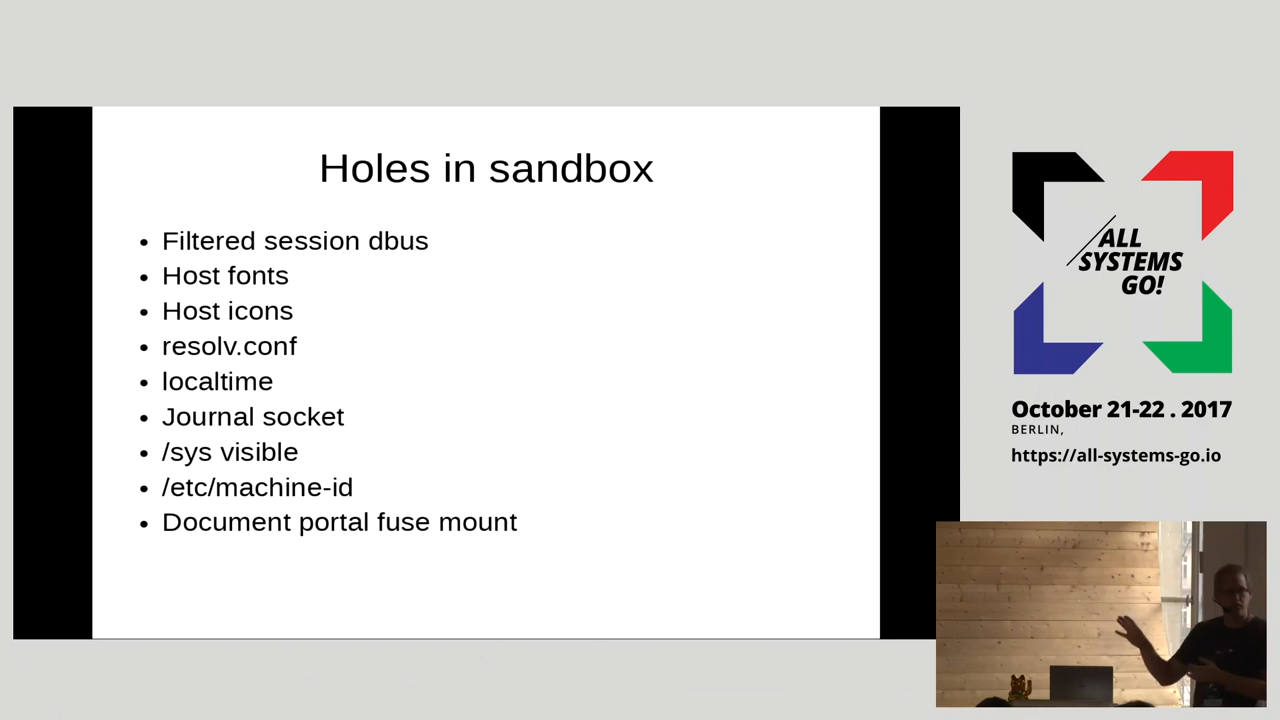 Holes in sandbox
• Filtered session dbus
• Host fonts
• Host icons
• resolv.conf
• localtime
• Journal socket
• /sys visible
• /etc/machine-id
• Document portal fuse mount
ALL
SYSTEMS
GO!
October 21-22 . 2017
BERLIN,
https://all-systems-go.io